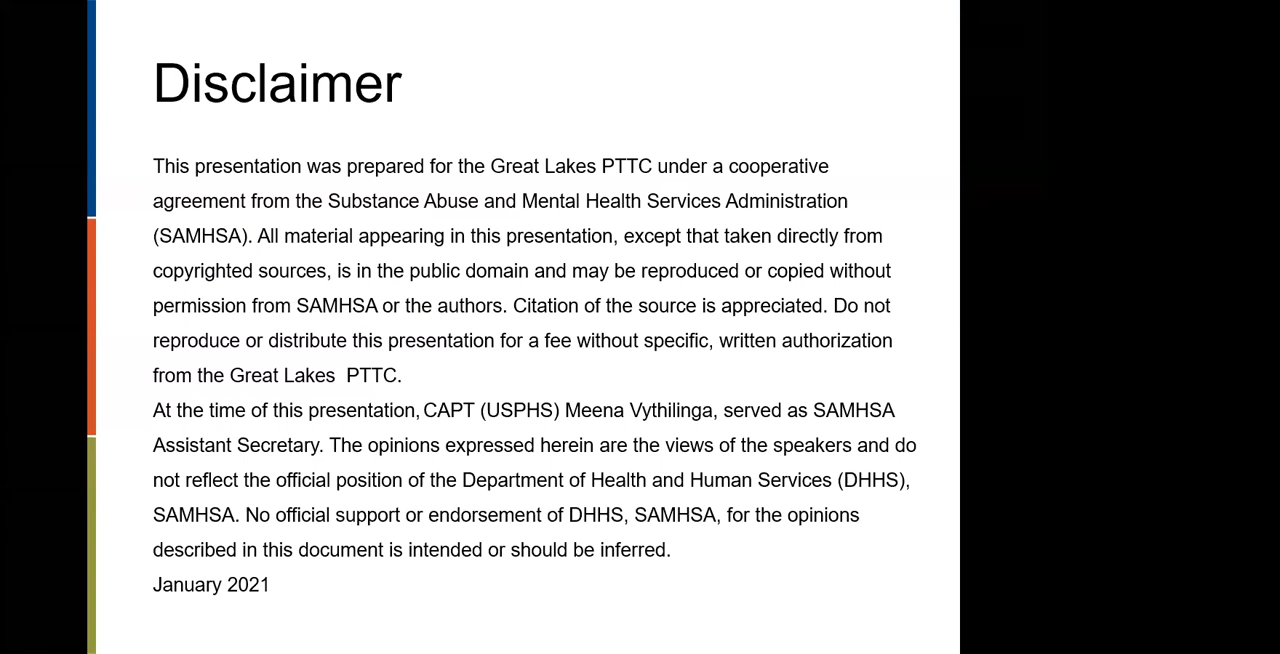 Disclaimer
This presentation was prepared for the Great Lakes PTTC under a cooperative
agreement from the Substance Abuse and Mental Health Services Administration
(SAMHSA). All material appearing in this presentation, except that taken directly from
copyrighted sources, is in the public domain and may be reproduced or copied without
permission from SAMHSA or the authors. Citation of the source is appreciated. Do not
reproduce or distribute this presentation for a fee without specific, written authorization
from the Great Lakes PTTC.
At the time of this presentation, CAPT (USPHS) Meena Vythilinga, served as SAMHSA
Assistant Secretary. The opinions expressed herein are the views of the speakers and do
not reflect the official position of the Department of Health and Human Services (DHHS),
SAMHSA. No official support or endorsement of DHHS, SAMHSA, for the opinions
described in this document is intended or should be inferred.
January 2021